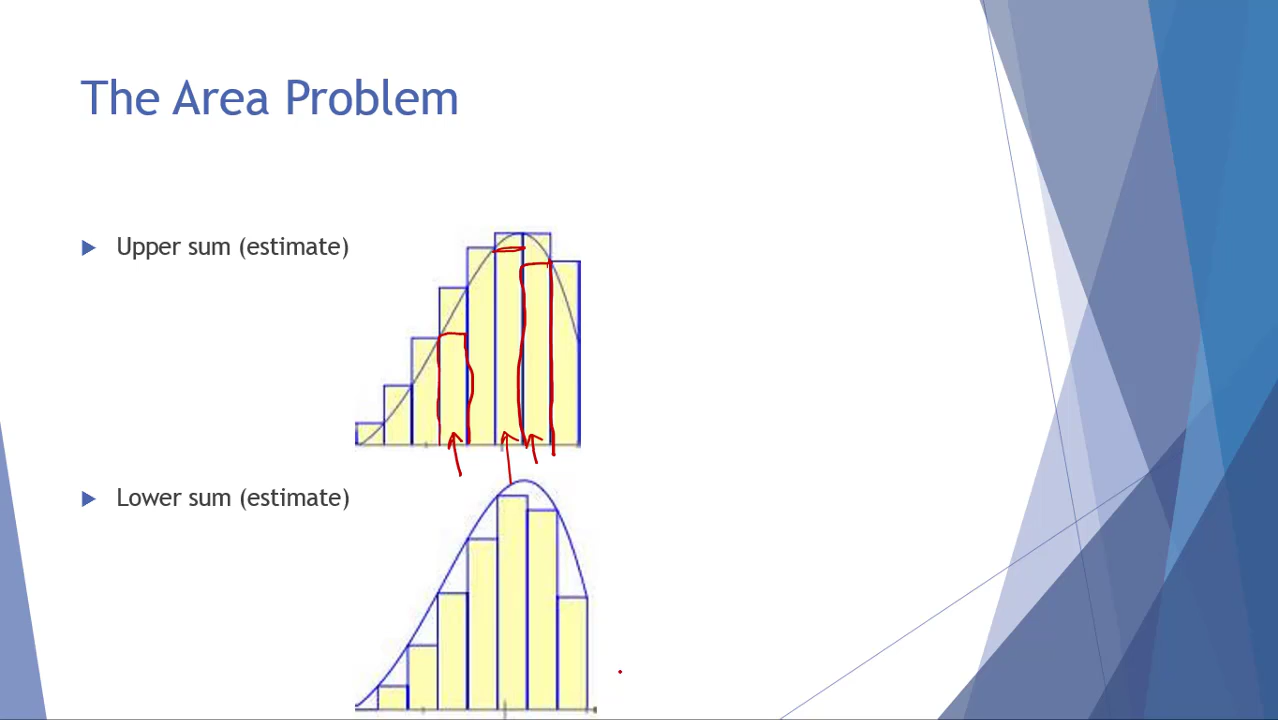 The Area Problem
Upper sum (estimate)
Lower sum (estimate)